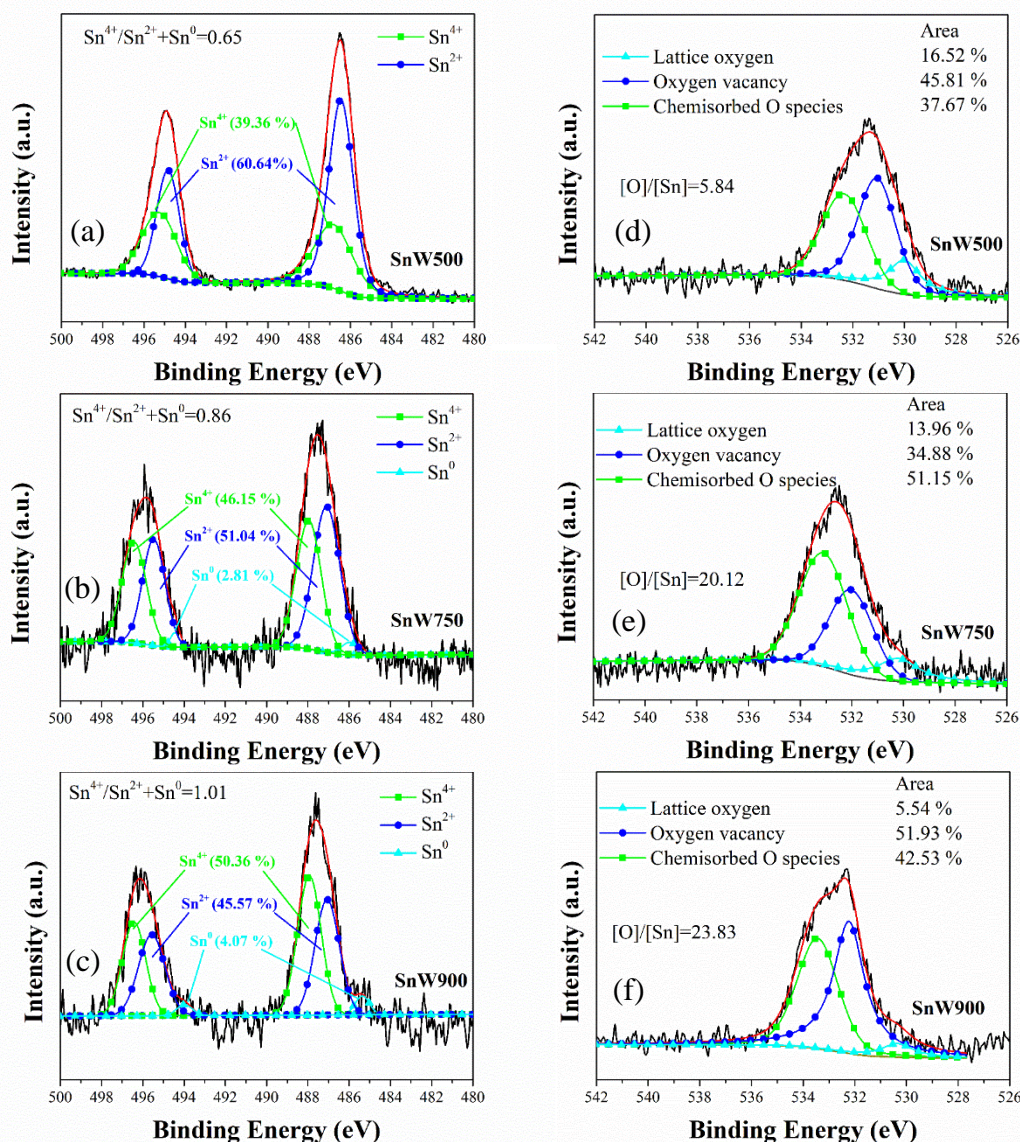 Sn⁴⁺/Sn²⁺+Sn⁰=0.65
Sn⁴⁺
Sn²⁺
Sn⁴⁺ (39.36 %)
Sn²⁺ (60.64%)
(a)
SnW500
Intensity (a.u.)
500 498 496 494 492 490 488 486 484 482 480
Binding Energy (eV)
Area
Lattice oxygen 16.52 %
Oxygen vacancy 45.81 %
Chemisorbed O species 37.67 %
[O]/[Sn]=5.84
(d)
SnW500
Intensity (a.u.)
542 540 538 536 534 532 530 528 526
Binding Energy (eV)
Sn⁴⁺/Sn²⁺+Sn⁰=0.86
Sn⁴⁺
Sn²⁺
Sn⁰
Sn⁴⁺ (46.15 %)
Sn²⁺ (51.04 %)
Sn⁰ (2.81 %)
(b)
SnW750
Intensity (a.u.)
500 498 496 494 492 490 488 486 484 482 480
Binding Energy (eV)
Area
Lattice oxygen 13.96 %
Oxygen vacancy 34.88 %
Chemisorbed O species 51.15 %
[O]/[Sn]=20.12
(e)
SnW750
Intensity (a.u.)
542 540 538 536 534 532 530 528 526
Binding Energy (eV)
Sn⁴⁺/Sn²⁺+Sn⁰=1.01
Sn⁴⁺
Sn²⁺
Sn⁰
Sn⁴⁺ (50.36 %)
Sn²⁺ (45.57 %)
Sn⁰ (4.07 %)
(c)
SnW900
Intensity (a.u.)
500 498 496 494 492 490 488 486 484 482 480
Binding Energy (eV)
Area
Lattice oxygen 5.54 %
Oxygen vacancy 51.93 %
Chemisorbed O species 42.53 %
[O]/[Sn]=23.83
(f)
SnW900
Intensity (a.u.)
542 540 538 536 534 532 530 528 526
Binding Energy (eV)